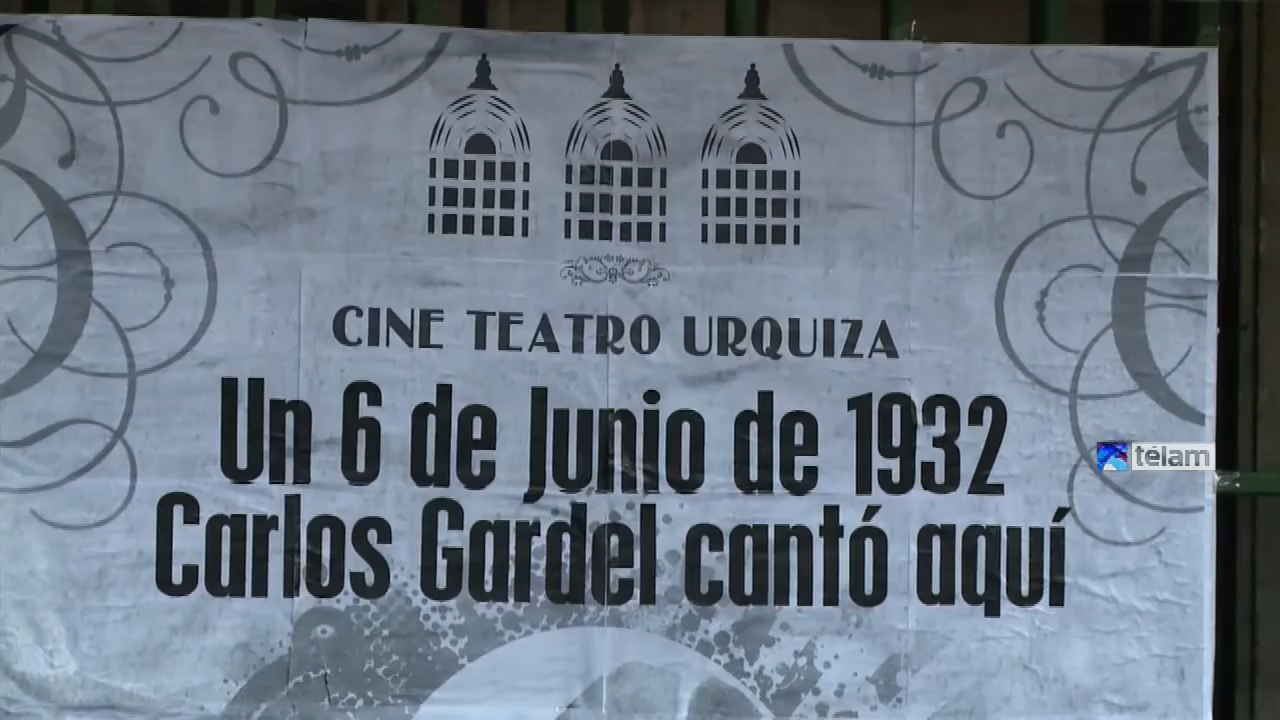 CINE TEATRO URQUIZA
Un 6 de Junio de 1932
Carlos Gardel cantó aquí
télam